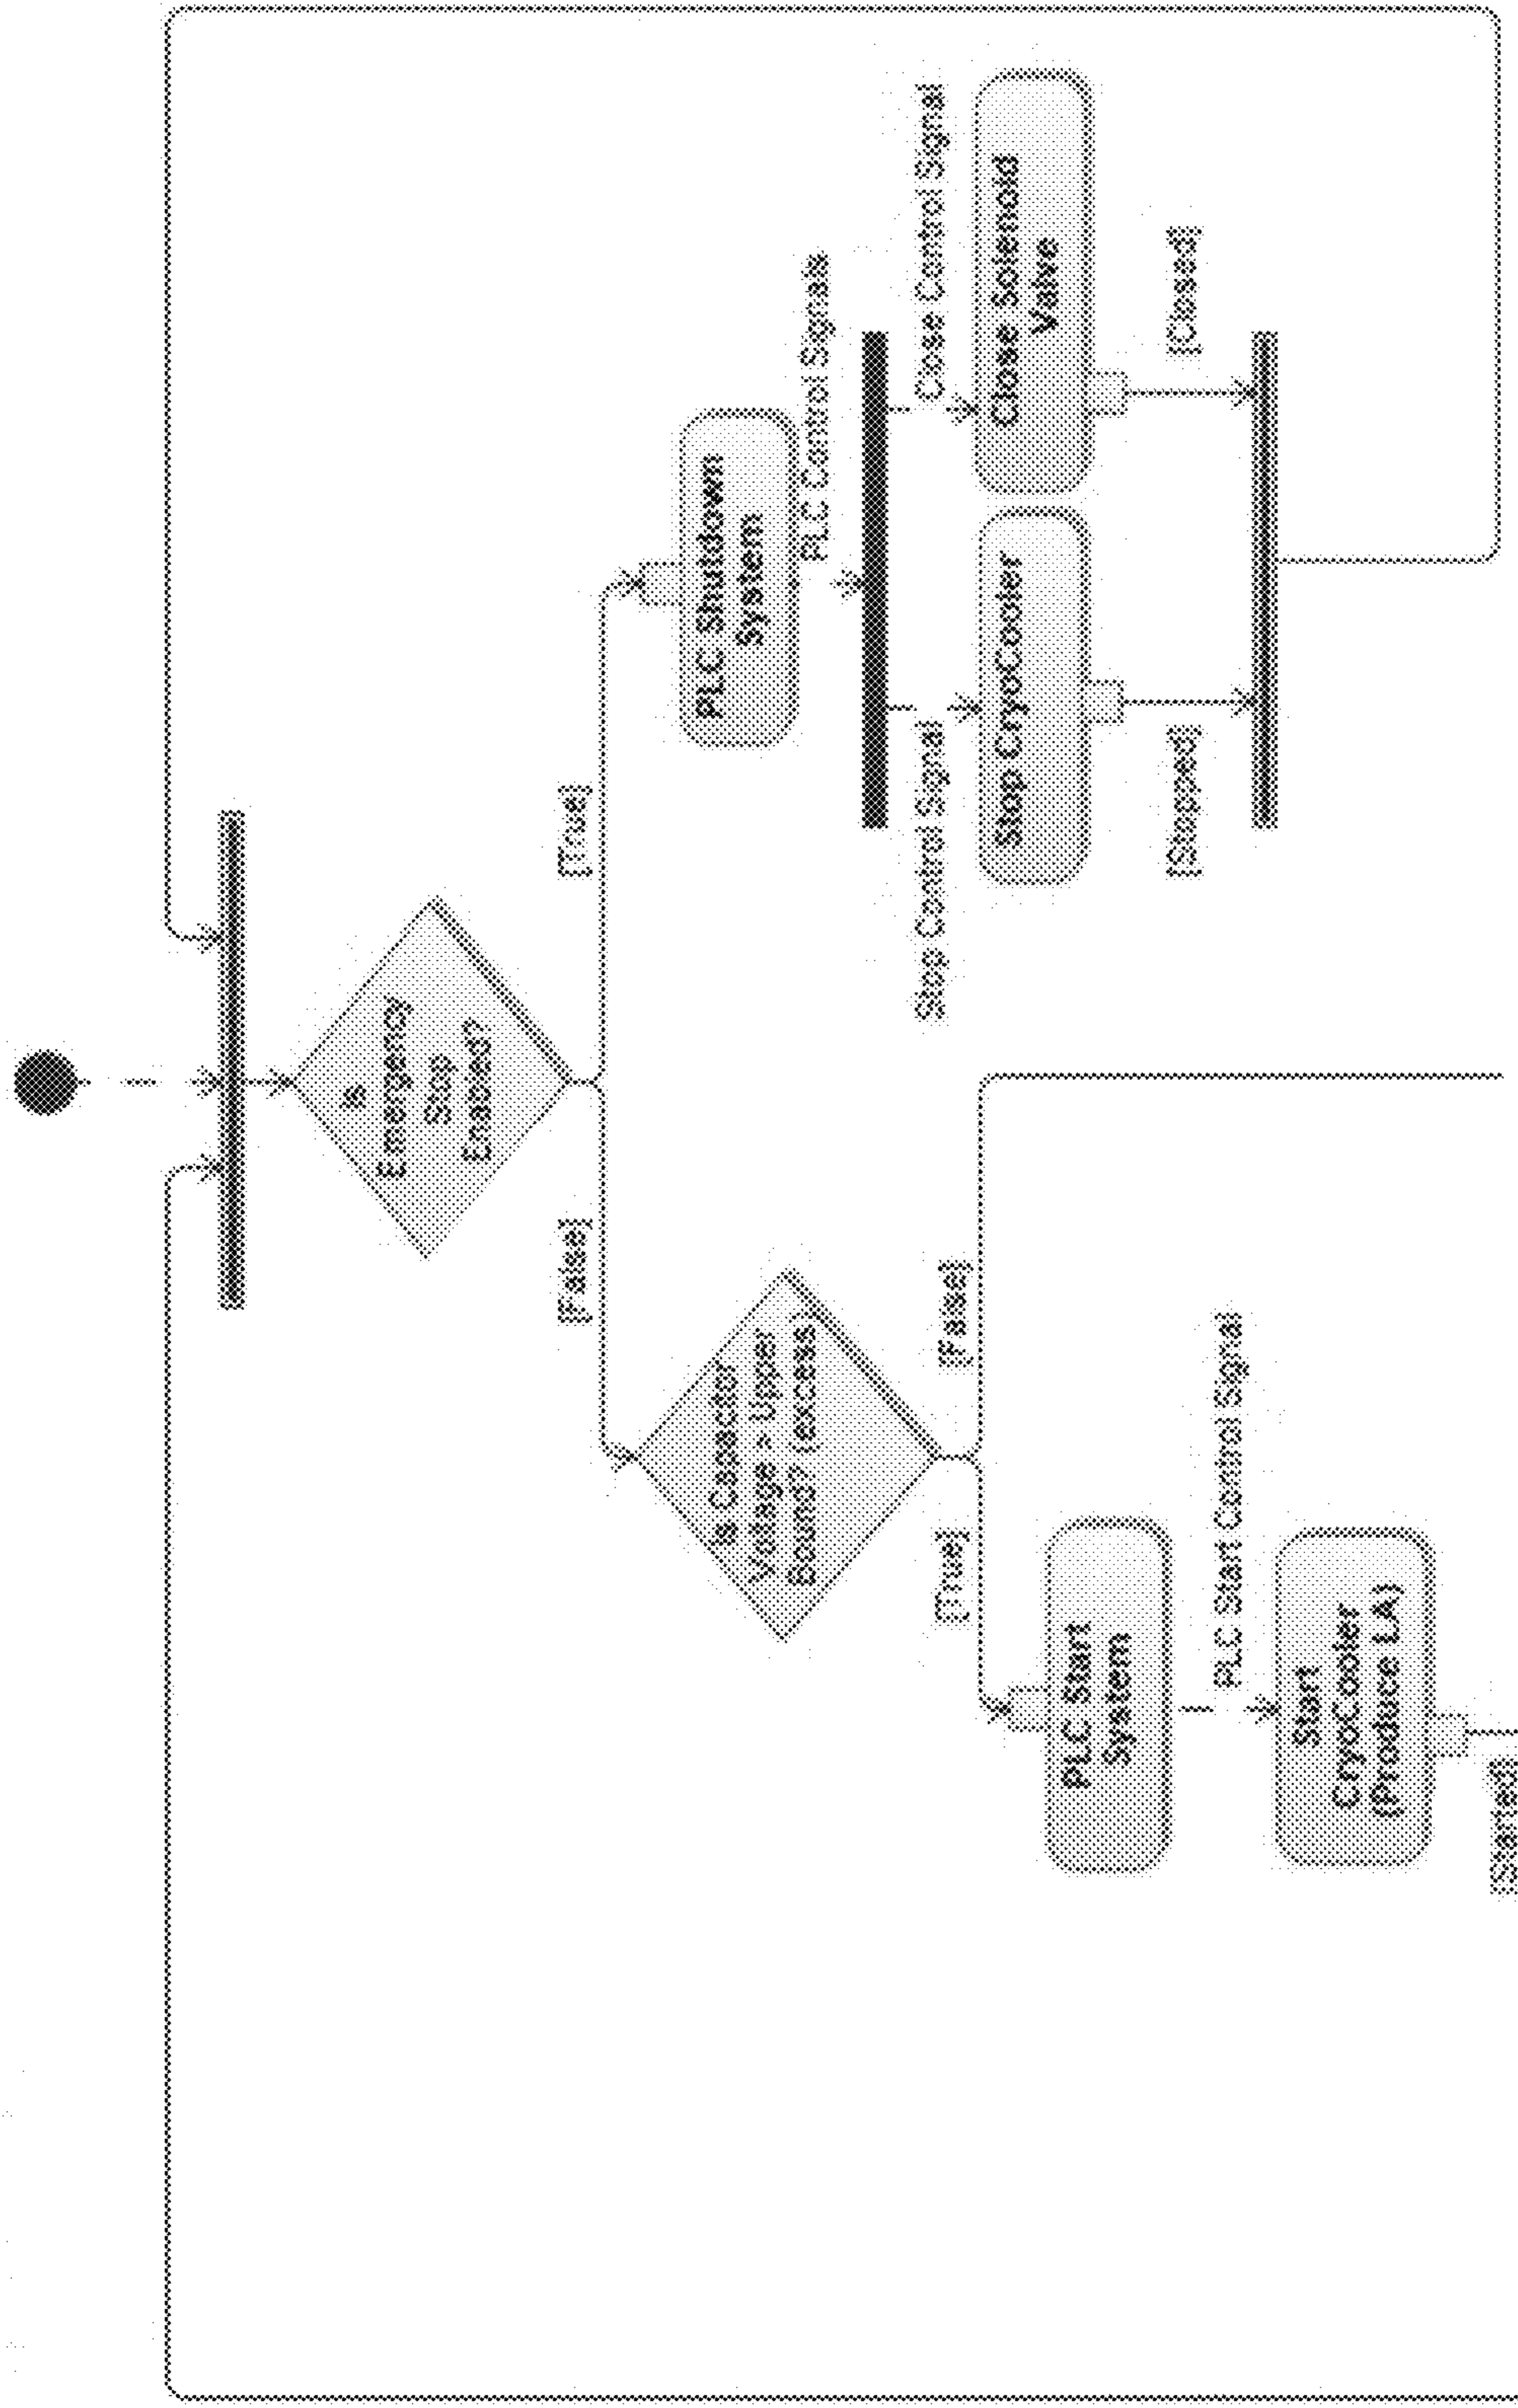 Is
Emergency
Stop
Enabled?
[False]
[True]
Is Capacitor
Voltage > Upper
Bound? (excess)
PLC Shutdown
System
PLC Control Signals
Stop Control Signal
Close Control Signal
[True]
[False]
Stop CryoCooler
Close Solenoid
Valve
PLC Start
System
[Stopped]
[Closed]
PLC Start Control Signal
Start
CryoCooler
(Produce LA)
[Started]